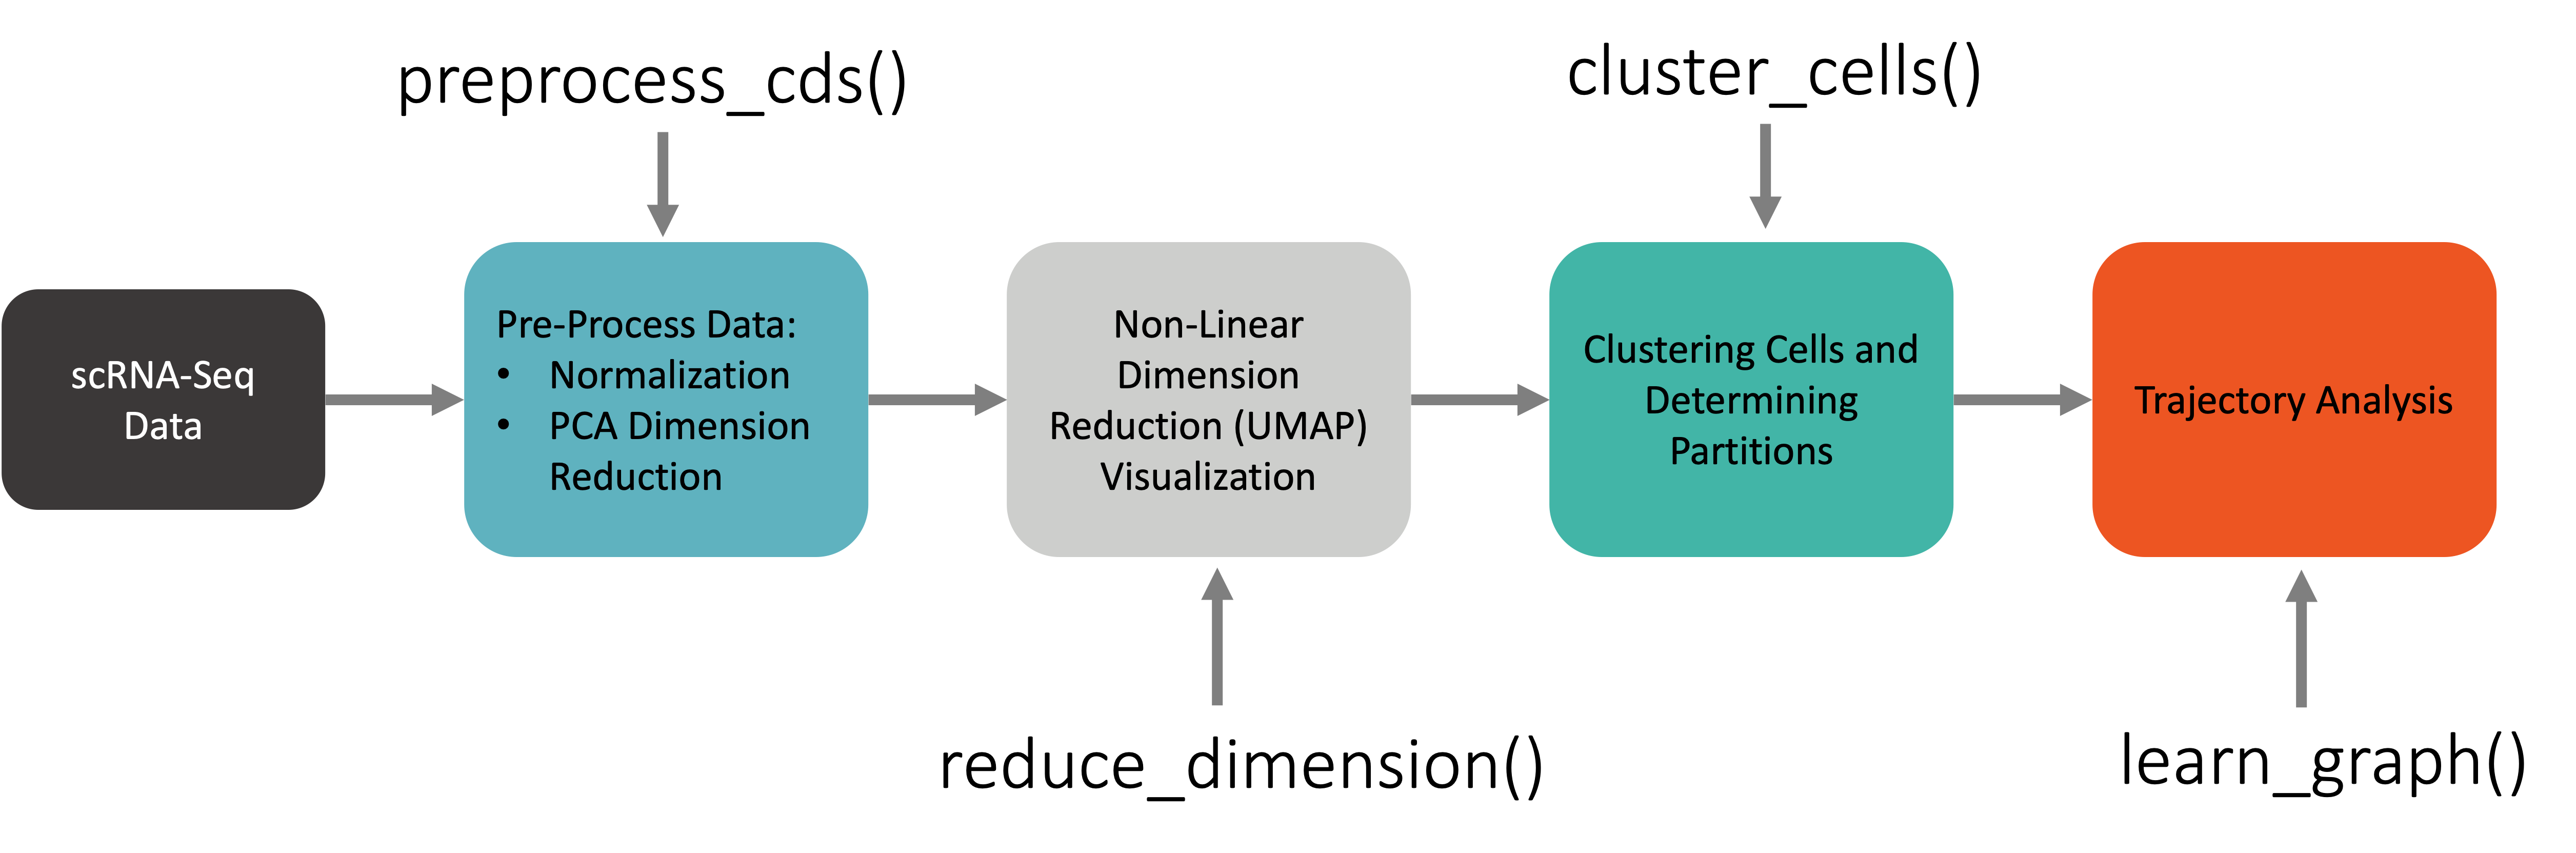 preprocess_cds()
cluster_cells()
scRNA-Seq
Data
Pre-Process Data:
• Normalization
• PCA Dimension
Reduction
Non-Linear
Dimension
Reduction (UMAP)
Visualization
Clustering Cells and
Determining
Partitions
Trajectory Analysis
reduce_dimension()
learn_graph()